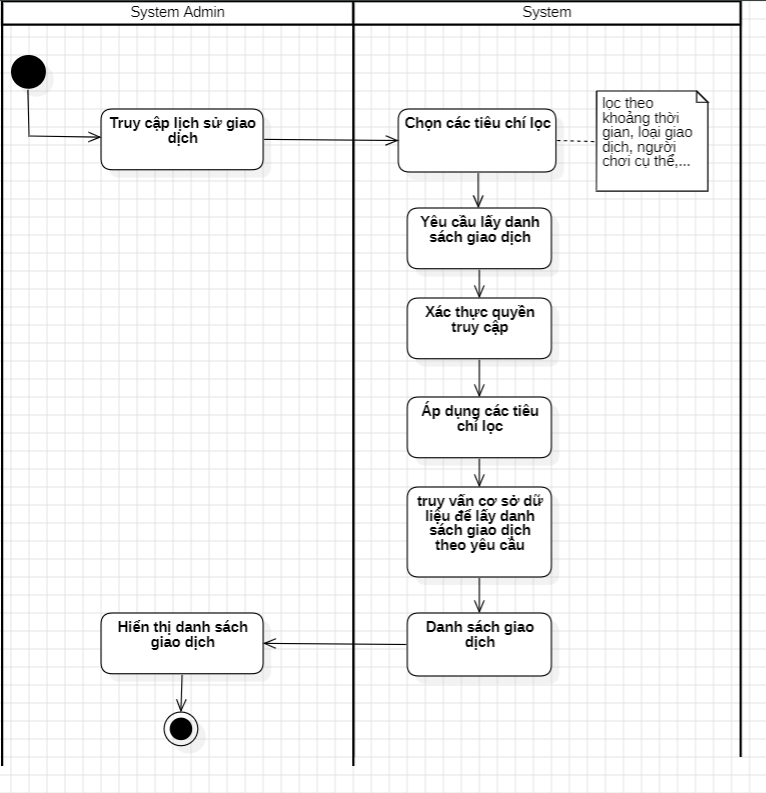 System Admin
System
Truy cập lịch sử giao
dịch
Chọn các tiêu chí lọc
lọc theo
khoảng thời
gian, loại giao
dịch, người
chơi cụ thể,...
Yêu cầu lấy danh
sách giao dịch
Xác thực quyền
truy cập
Áp dụng các tiêu
chí lọc
truy vấn cơ sở dữ
liệu để lấy danh
sách giao dịch
theo yêu cầu
Danh sách giao
dịch
Hiển thị danh sách
giao dịch